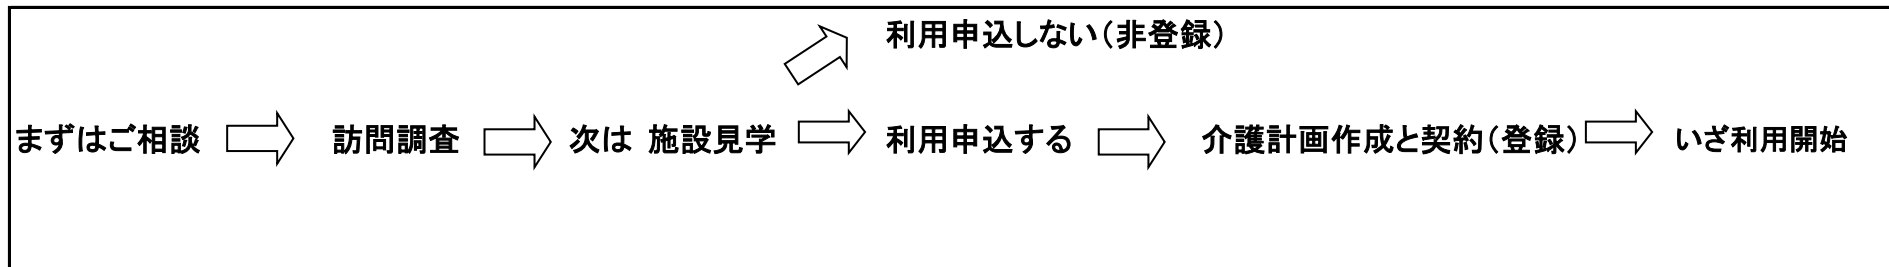 利用申込しない（非登録）
まずはご相談 訪問調査 次は 施設見学 利用申込する 介護計画作成と契約（登録） いざ利用開始